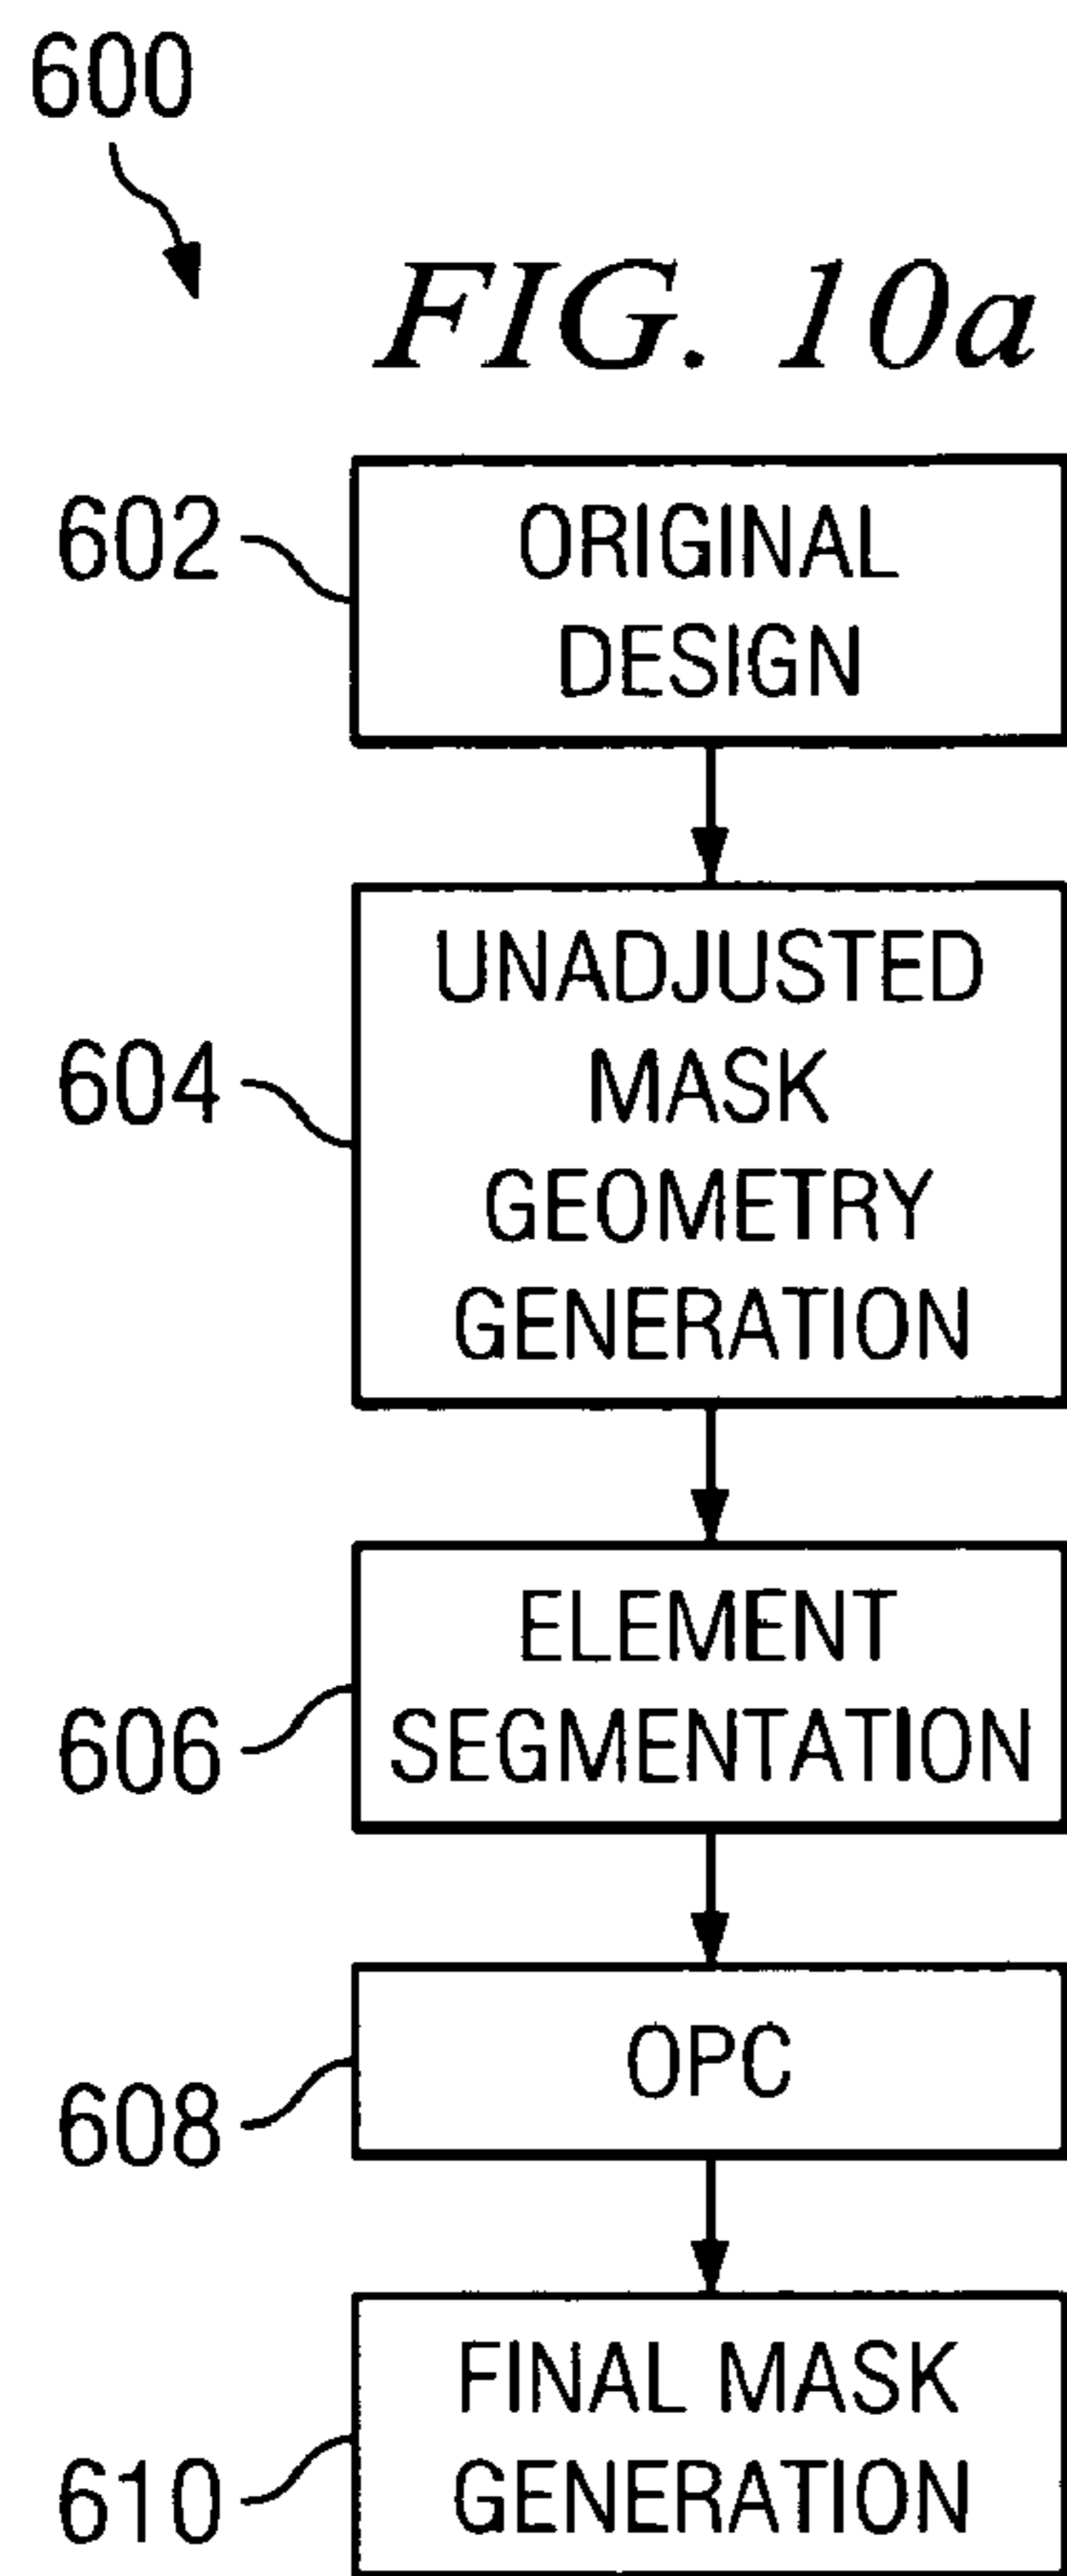 600
FIG. 10a
602
ORIGINAL
DESIGN
604
UNADJUSTED
MASK
GEOMETRY
GENERATION
606
ELEMENT
SEGMENTATION
608
OPC
610
FINAL MASK
GENERATION